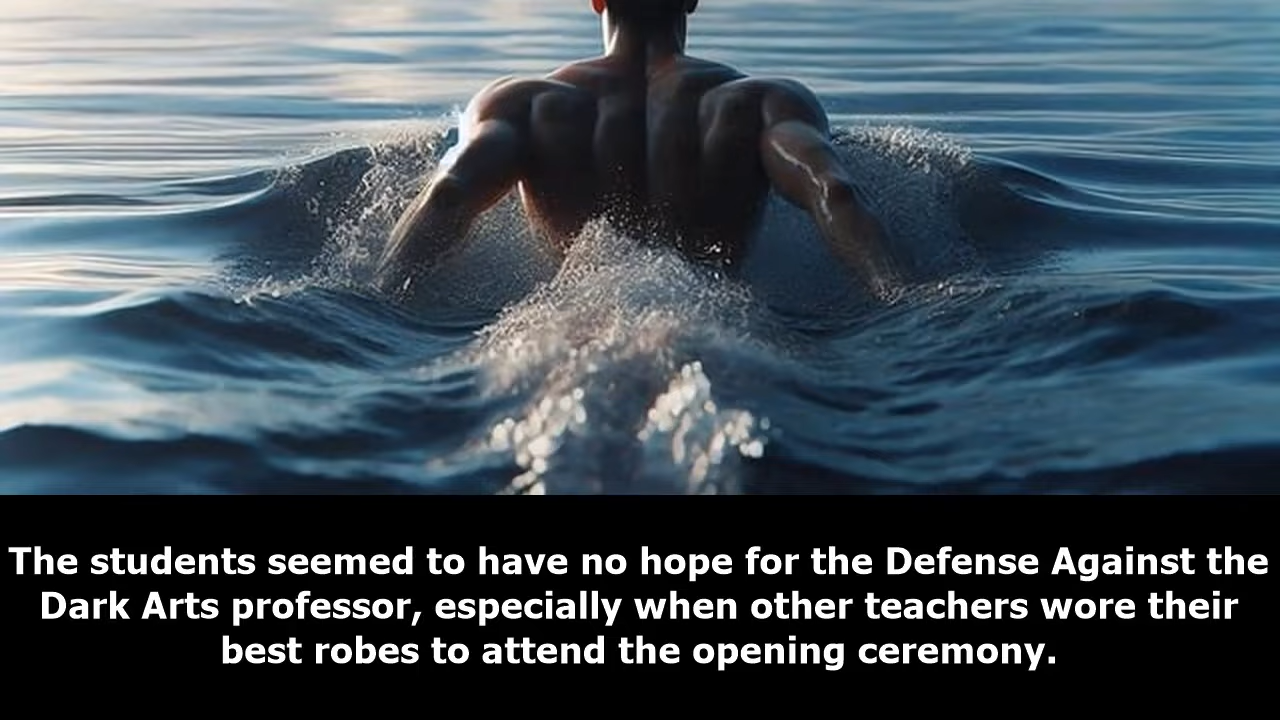 The students seemed to have no hope for the Defense Against the
Dark Arts professor, especially when other teachers wore their
best robes to attend the opening ceremony.